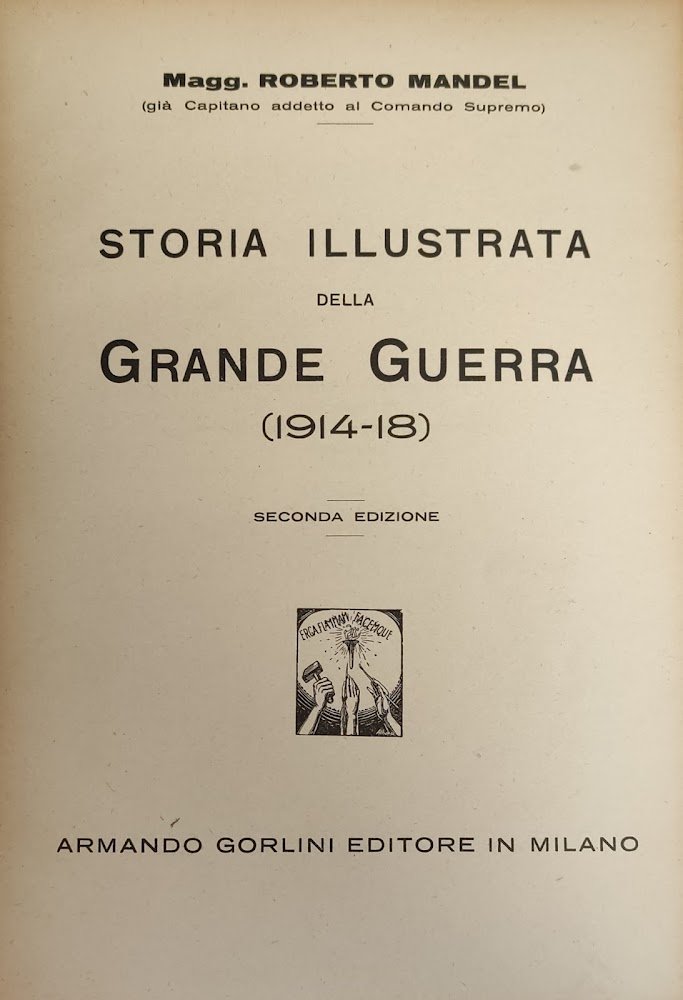 Magg. ROBERTO MANDEL
(già Capitano addetto al Comando Supremo)
STORIA ILLUSTRATA
DELLA
GRANDE GUERRA
(1914-18)
SECONDA EDIZIONE
ERGA FLAMMAM FACEMQUE
ARMANDO GORLINI EDITORE IN MILANO